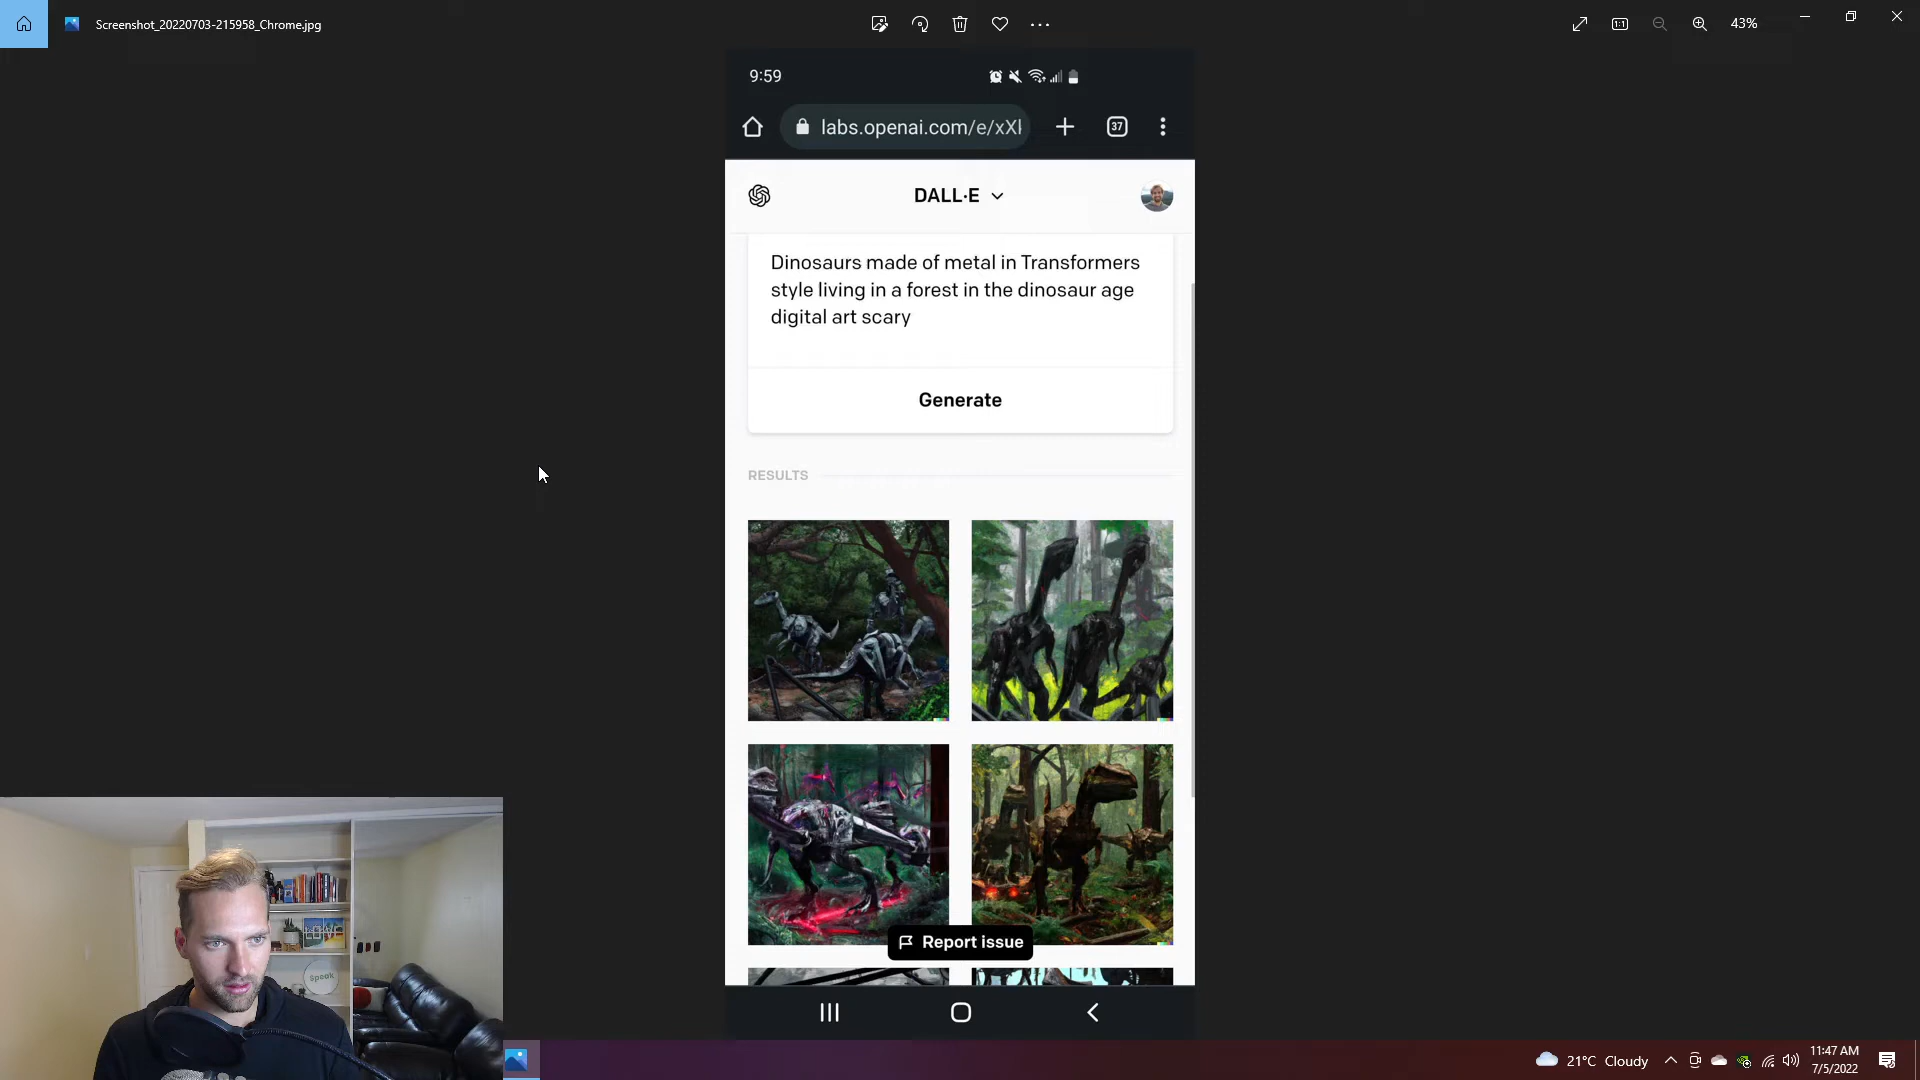 Screenshot_20220703-215958_Chrome.jpg
43%
9:59
labs.openai.com/e/xX
37
DALL·E
Dinosaurs made of metal in Transformers
style living in a forest in the dinosaur age
digital art scary
Generate
RESULTS
Report issue
Speak
21°C Cloudy
11:47 AM
7/5/2022